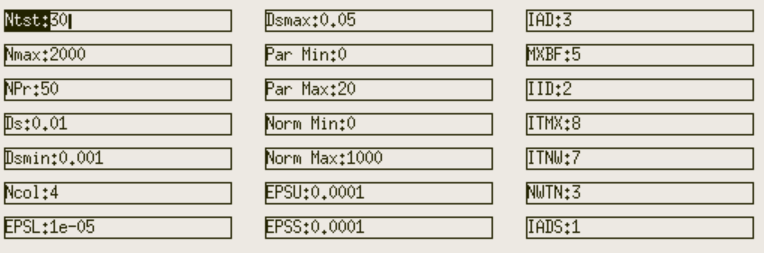 Ntst:30 Dsmax:0.05 IAD:3
Nmax:2000 Par Min:0 MXBF:5
NPr:50 Par Max:20 IID:2
Ds:0.01 Norm Min:0 ITMX:8
Dsmin:0.001 Norm Max:1000 ITNW:7
Ncol:4 EPSU:0.0001 NWTN:3
EPSL:1e-05 EPSS:0.0001 IADS:1